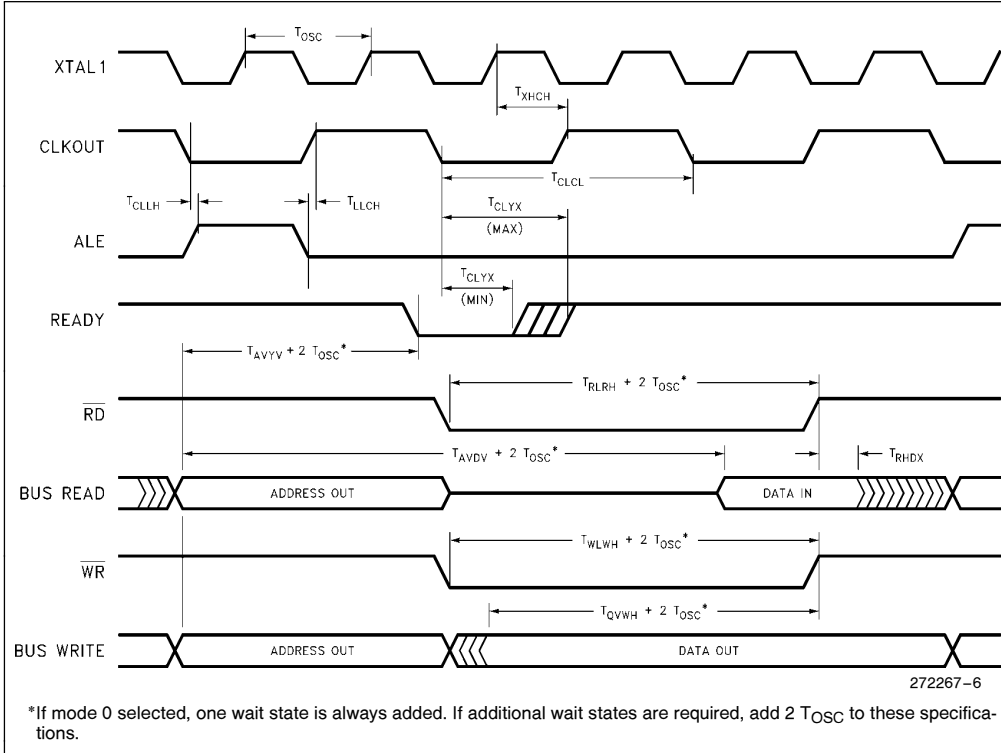 T_OSC
XTAL1
T_XHCH
CLKOUT
T_CLCL
T_CLLH
T_LLCH
T_CLYX
(MAX)
ALE
T_CLYX
(MIN)
READY
T_AVYV + 2 T_OSC*
T_RLRH + 2 T_OSC*
RD
T_AVDV + 2 T_OSC*
T_RHDX
BUS READ
ADDRESS OUT
DATA IN
T_WLWH + 2 T_OSC*
WR
T_QVWH + 2 T_OSC*
BUS WRITE
ADDRESS OUT
DATA OUT
272267–6
*If mode 0 selected, one wait state is always added. If additional wait states are required, add 2 T_OSC to these specifica-
tions.